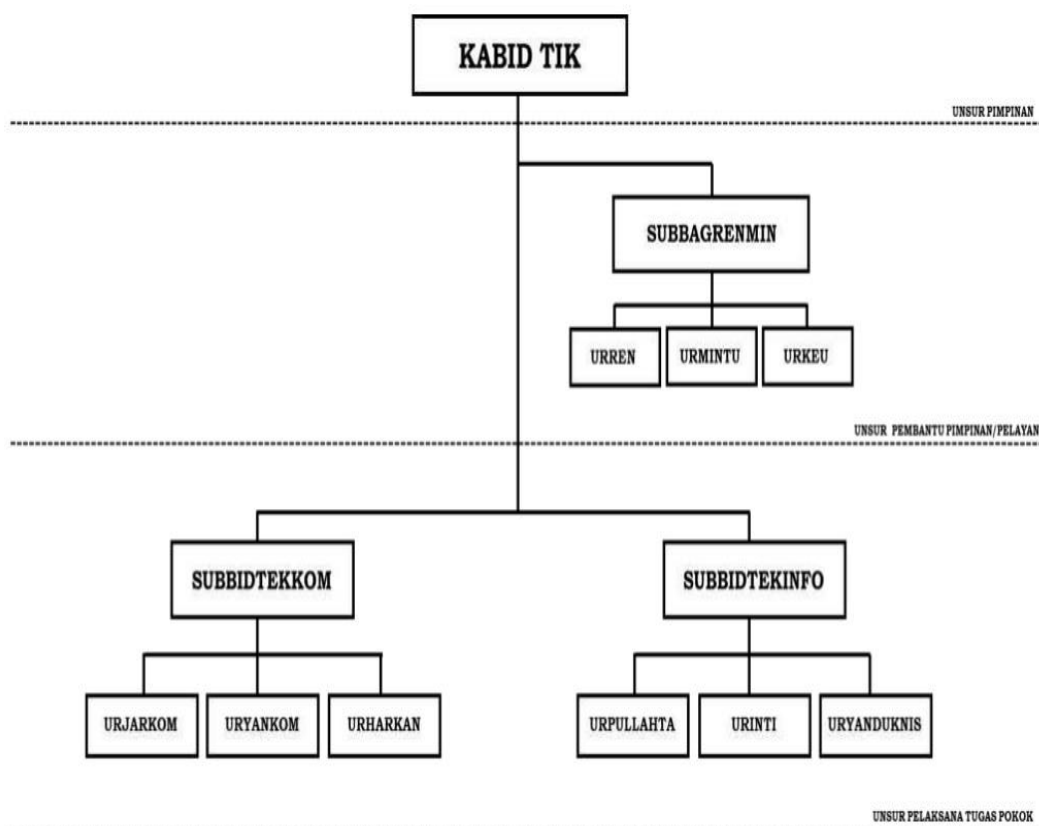 KABID TIK
UNSUR PIMPINAN
SUBBAGRENMIN
URREN
URMINTU
URKEU
UNSUR PEMBANTU PIMPINAN/PELAYAN
SUBBIDTEKKOM
SUBBIDTEKINFO
URJARKOM
URYANKOM
URHARKAN
URPULLAHTA
URINTI
URYANDUKNIS
UNSUR PELAKSANA TUGAS POKOK